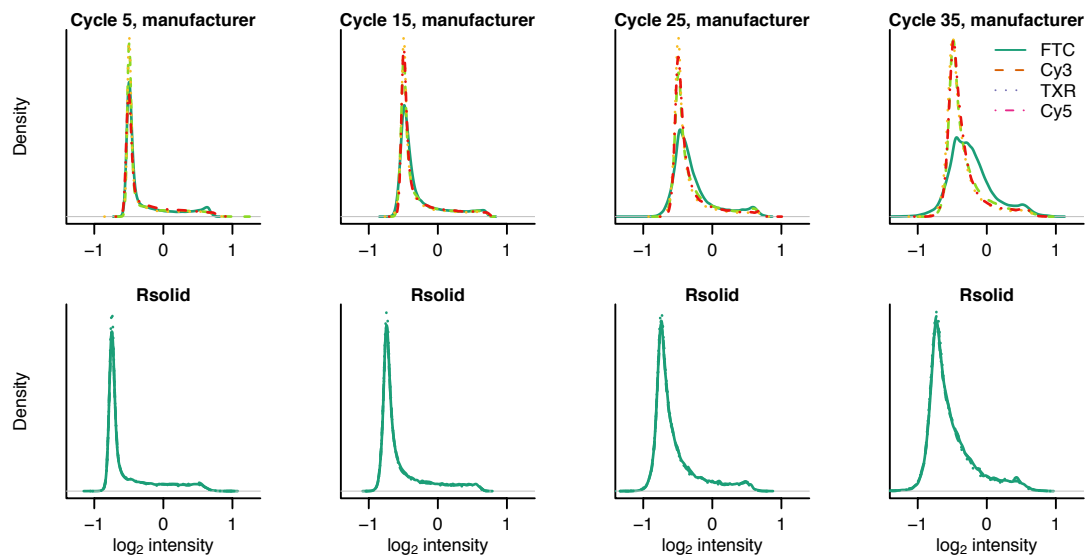 Cycle 5, manufacturer Cycle 15, manufacturer Cycle 25, manufacturer Cycle 35, manufacturer
Density
FTC
Cy3
TXR
Cy5
−1 0 1 −1 0 1 −1 0 1 −1 0 1
Rsolid Rsolid Rsolid Rsolid
Density
−1 0 1 −1 0 1 −1 0 1 −1 0 1
log2 intensity log2 intensity log2 intensity log2 intensity